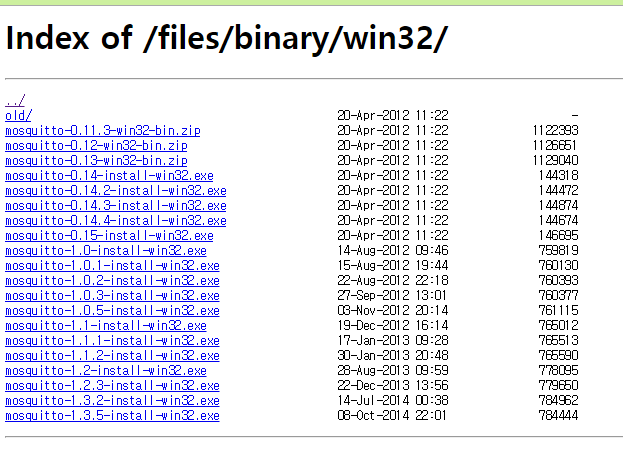 Index of /files/binary/win32/
../
old/ 20-Apr-2012 11:22 -
mosquitto-0.11.3-win32-bin.zip 20-Apr-2012 11:22 1122393
mosquitto-0.12-win32-bin.zip 20-Apr-2012 11:22 1126651
mosquitto-0.13-win32-bin.zip 20-Apr-2012 11:22 1129040
mosquitto-0.14-install-win32.exe 20-Apr-2012 11:22 144318
mosquitto-0.14.2-install-win32.exe 20-Apr-2012 11:22 144472
mosquitto-0.14.3-install-win32.exe 20-Apr-2012 11:22 144874
mosquitto-0.14.4-install-win32.exe 20-Apr-2012 11:22 144674
mosquitto-0.15-install-win32.exe 20-Apr-2012 11:22 146695
mosquitto-1.0-install-win32.exe 14-Aug-2012 09:46 759819
mosquitto-1.0.1-install-win32.exe 15-Aug-2012 19:44 760130
mosquitto-1.0.2-install-win32.exe 22-Aug-2012 22:18 760393
mosquitto-1.0.3-install-win32.exe 27-Sep-2012 13:01 760377
mosquitto-1.0.5-install-win32.exe 03-Nov-2012 20:14 761115
mosquitto-1.1-install-win32.exe 19-Dec-2012 16:14 765012
mosquitto-1.1.1-install-win32.exe 17-Jan-2013 09:28 765513
mosquitto-1.1.2-install-win32.exe 30-Jan-2013 20:48 765590
mosquitto-1.2-install-win32.exe 28-Aug-2013 09:59 778095
mosquitto-1.2.3-install-win32.exe 22-Dec-2013 13:56 779650
mosquitto-1.3.2-install-win32.exe 14-Jul-2014 00:38 784962
mosquitto-1.3.5-install-win32.exe 08-Oct-2014 22:01 784444